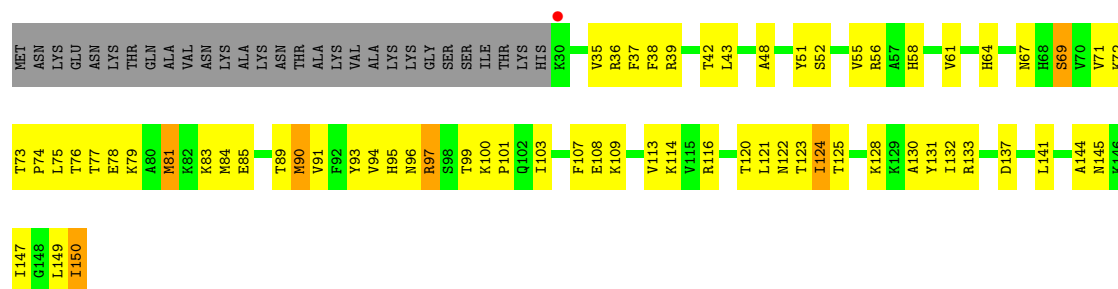 MET ASN LYS GLU ASN LYS THR GLN ALA VAL ASN LYS ALA LYS ASN THR ALA LYS VAL ALA LYS LYS GLY SER SER ILE THR LYS HIS K30 V35 R36 F37 F38 R39 T42 L43 A48 Y51 S52 V55 R56 A57 H58 V61 H64 N67 H68 S69 V70 V71 K72
T73 P74 L75 T76 T77 E78 K79 A80 M81 K82 K83 M84 E85 T89 M90 V91 F92 Y93 V94 H95 N96 R97 S98 T99 K100 P101 Q102 I103 F107 E108 K109 V113 K114 V115 R116 T120 L121 N122 T123 I124 T125 K128 K129 A130 Y131 I132 R133 D137 L141 A144 N145 K146
I147 G148 L149 I150